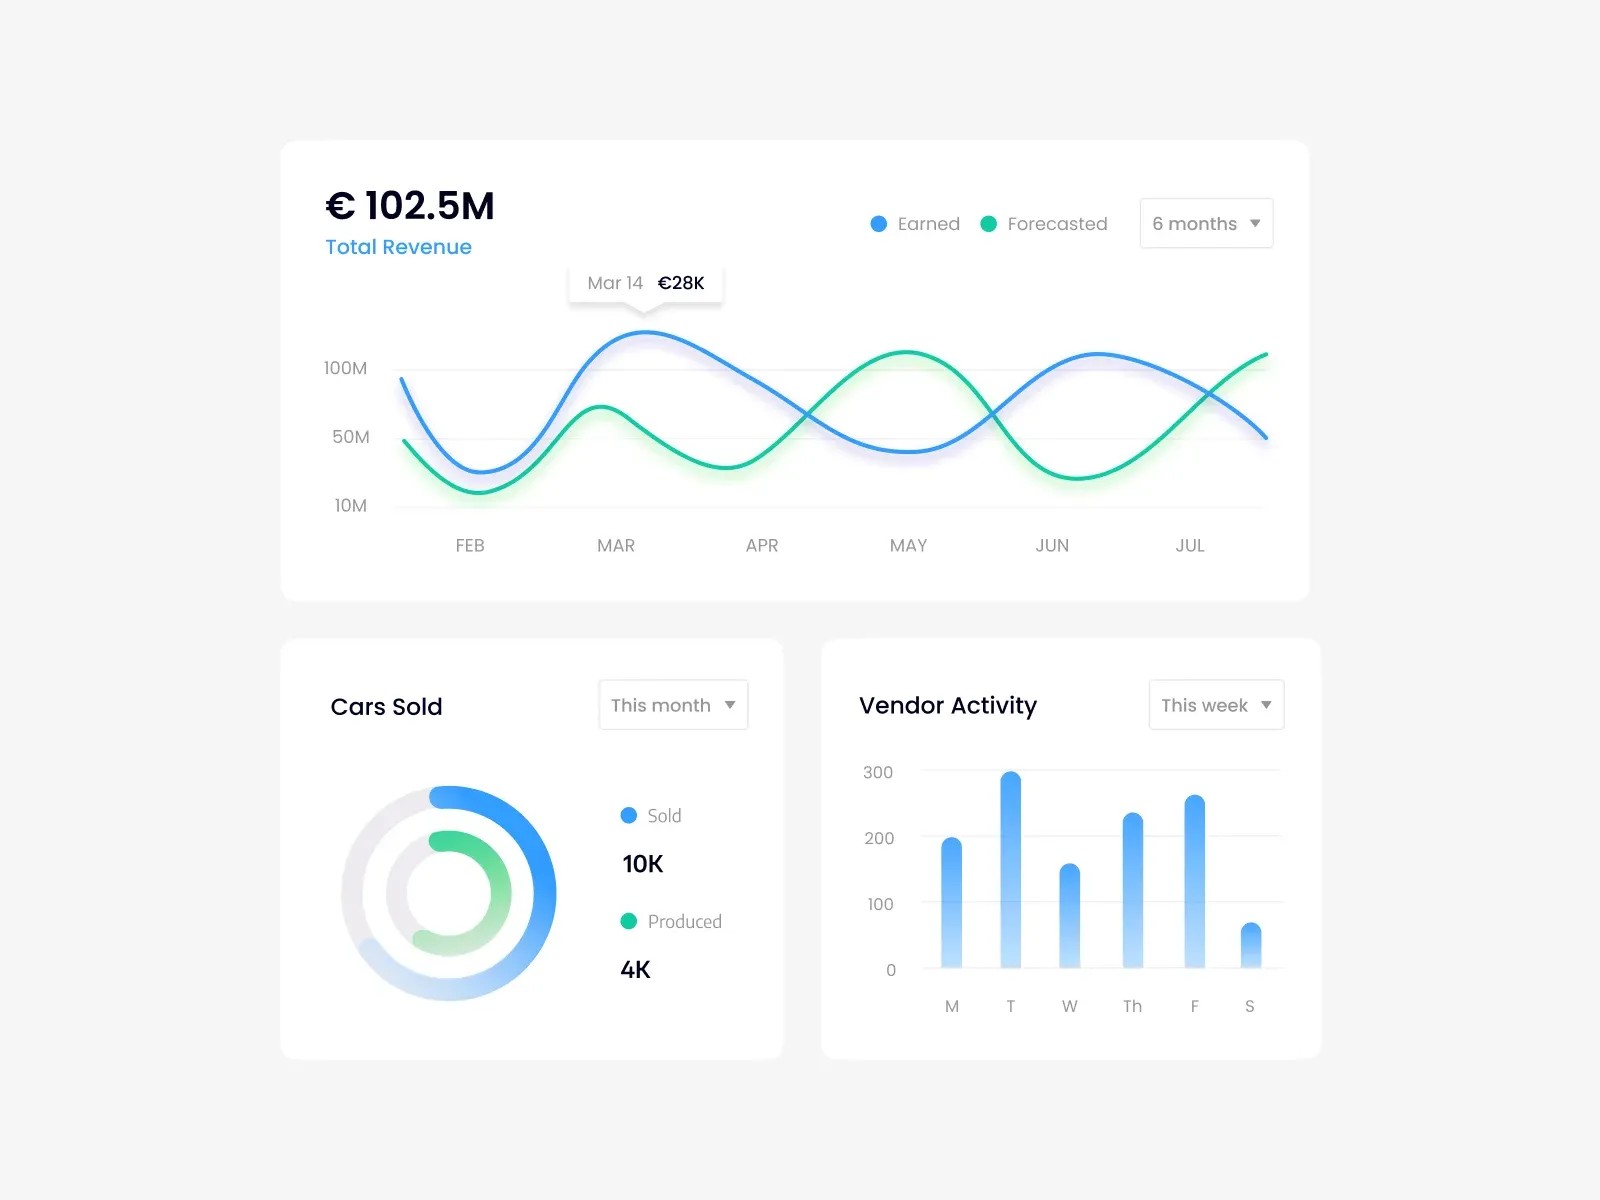 € 102.5M
Total Revenue
Earned Forecasted 6 months
Mar 14 €28K
100M
50M
10M
FEB MAR APR MAY JUN JUL
Cars Sold This month
Sold
10K
Produced
4K
Vendor Activity This week
300
200
100
0
M T W Th F S